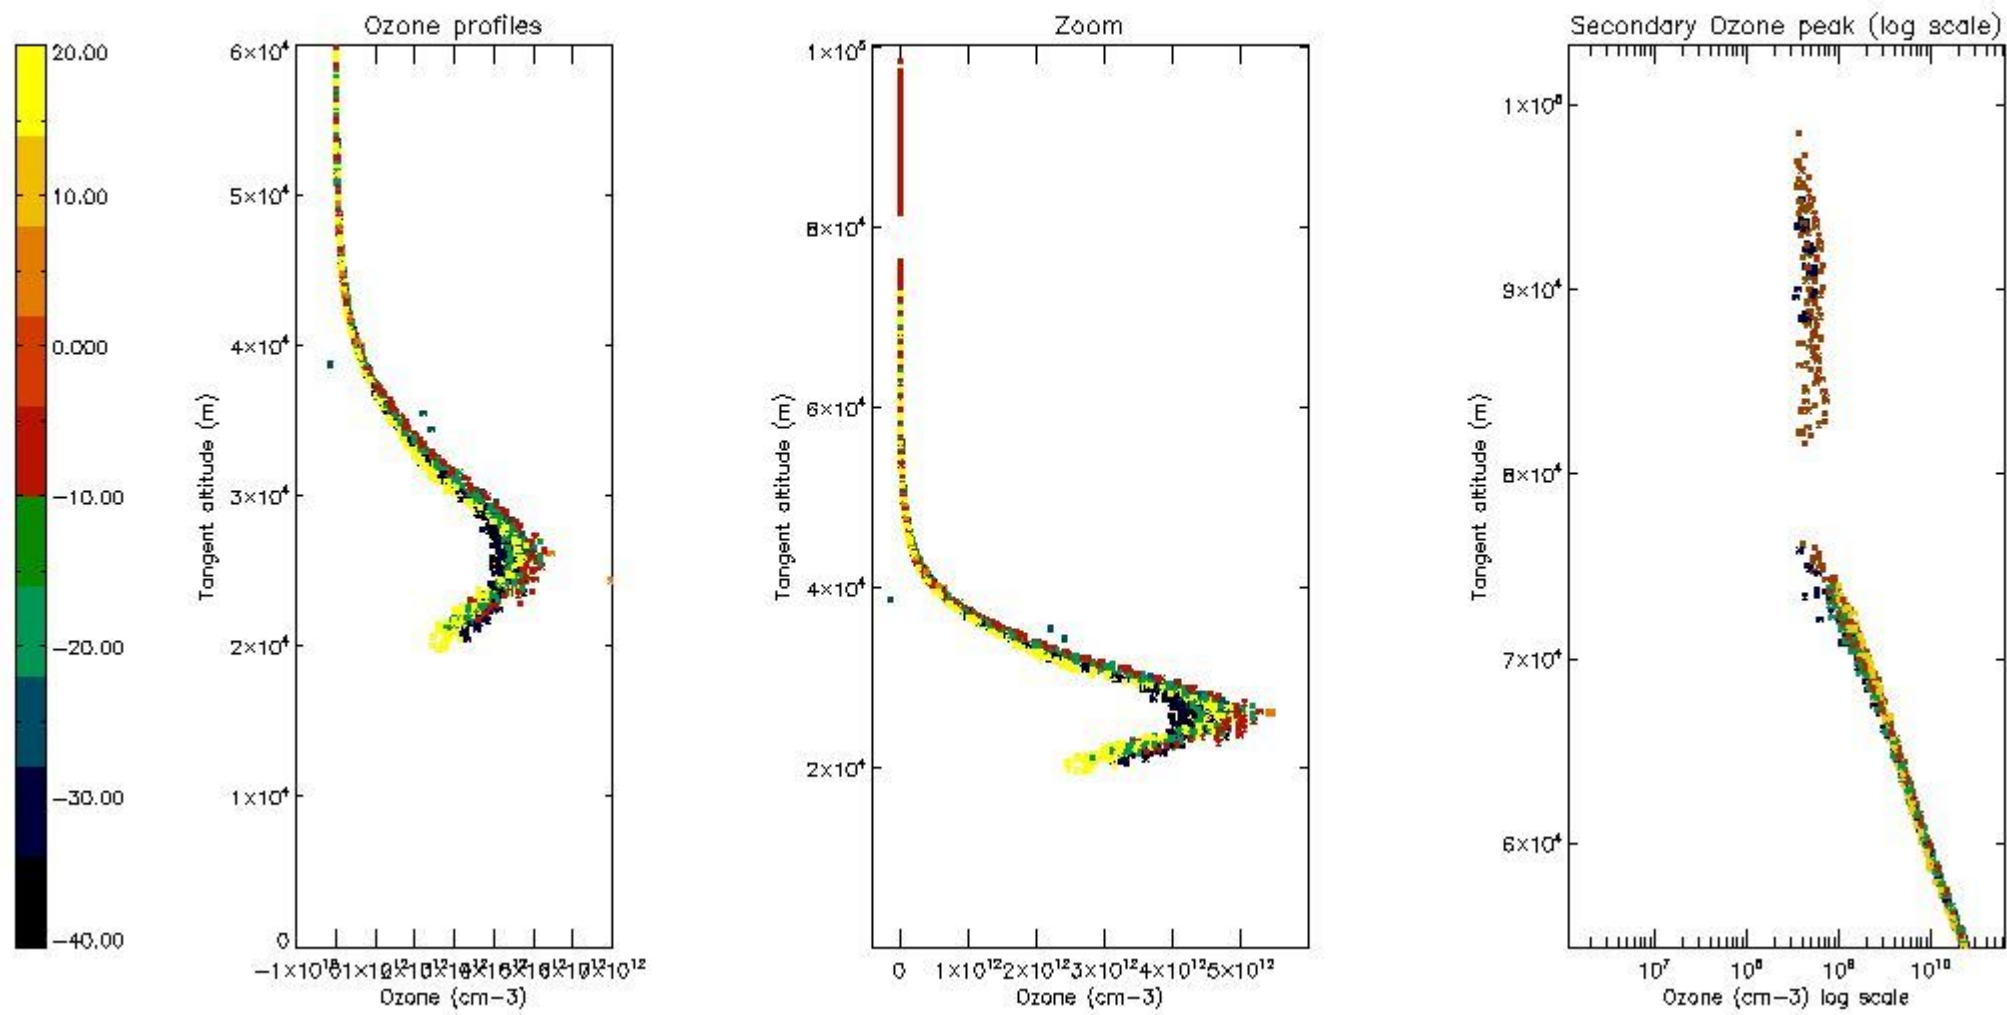 Ozone profiles
Zoom
Secondary Ozone peak (log scale)
20.00
10.00
0.000
−10.00
−20.00
−30.00
−40.00
6×10⁴
5×10⁴
4×10⁴
3×10⁴
2×10⁴
1×10⁴
0
Tangent altitude (m)
Ozone (cm−3)
1×10⁵
8×10⁴
6×10⁴
4×10⁴
2×10⁴
Tangent altitude (m)
0 1×10¹² 2×10¹² 3×10¹² 4×10¹² 5×10¹²
Ozone (cm−3)
9×10⁴
8×10⁴
7×10⁴
6×10⁴
Tangent altitude (m)
10⁷ 10⁸ 10⁹ 10¹⁰
Ozone (cm−3) log scale